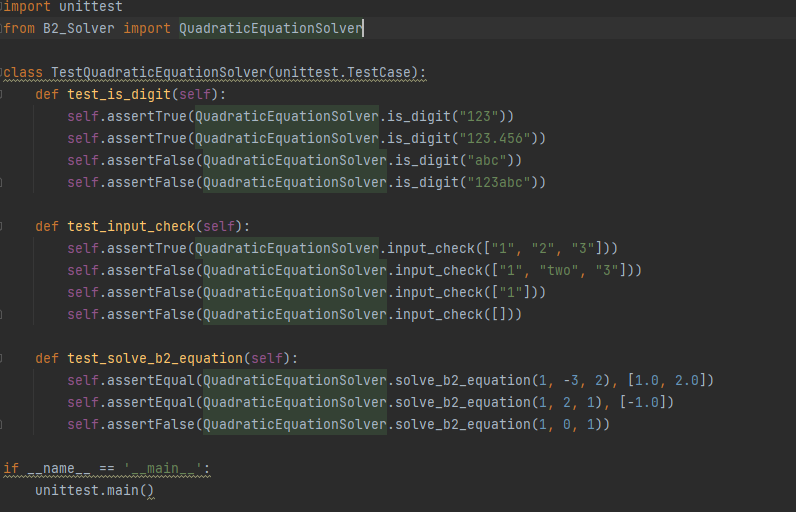 import unittest
from B2_Solver import QuadraticEquationSolver
class TestQuadraticEquationSolver(unittest.TestCase):
    def test_is_digit(self):
        self.assertTrue(QuadraticEquationSolver.is_digit("123"))
        self.assertTrue(QuadraticEquationSolver.is_digit("123.456"))
        self.assertFalse(QuadraticEquationSolver.is_digit("abc"))
        self.assertFalse(QuadraticEquationSolver.is_digit("123abc"))
    def test_input_check(self):
        self.assertTrue(QuadraticEquationSolver.input_check(["1", "2", "3"]))
        self.assertFalse(QuadraticEquationSolver.input_check(["1", "two", "3"]))
        self.assertFalse(QuadraticEquationSolver.input_check(["1"]))
        self.assertFalse(QuadraticEquationSolver.input_check([]))
    def test_solve_b2_equation(self):
        self.assertEqual(QuadraticEquationSolver.solve_b2_equation(1, -3, 2), [1.0, 2.0])
        self.assertEqual(QuadraticEquationSolver.solve_b2_equation(1, 2, 1), [-1.0])
        self.assertFalse(QuadraticEquationSolver.solve_b2_equation(1, 0, 1))
if __name__ == '__main__':
    unittest.main()